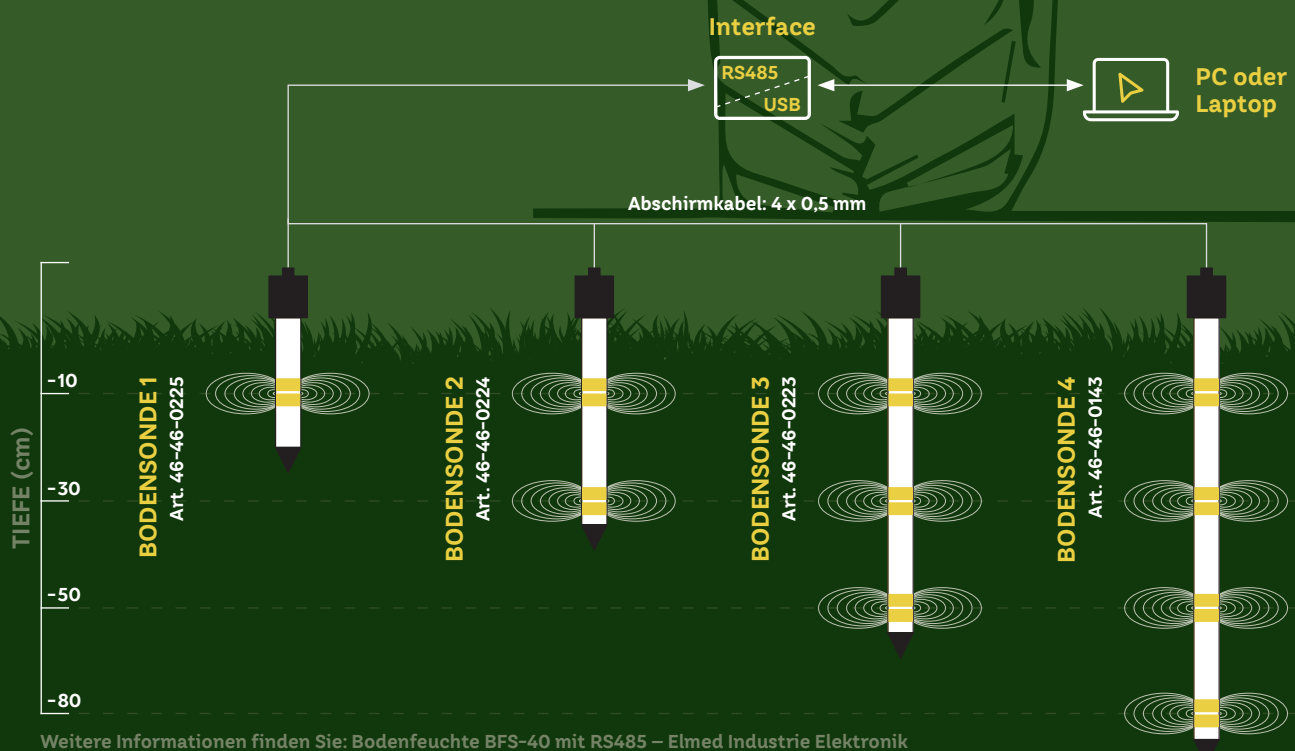 Interface
RS485
USB
PC oder
Laptop
Abschirmkabel: 4 x 0,5 mm
TIEFE (cm)
-10
-30
-50
-80
BODENSONDE 1
Art. 46-46-0225
BODENSONDE 2
Art. 46-46-0224
BODENSONDE 3
Art. 46-46-0223
BODENSONDE 4
Art. 46-46-0143
Weitere Informationen finden Sie: Bodenfeuchte BFS-40 mit RS485 – Elmed Industrie Elektronik